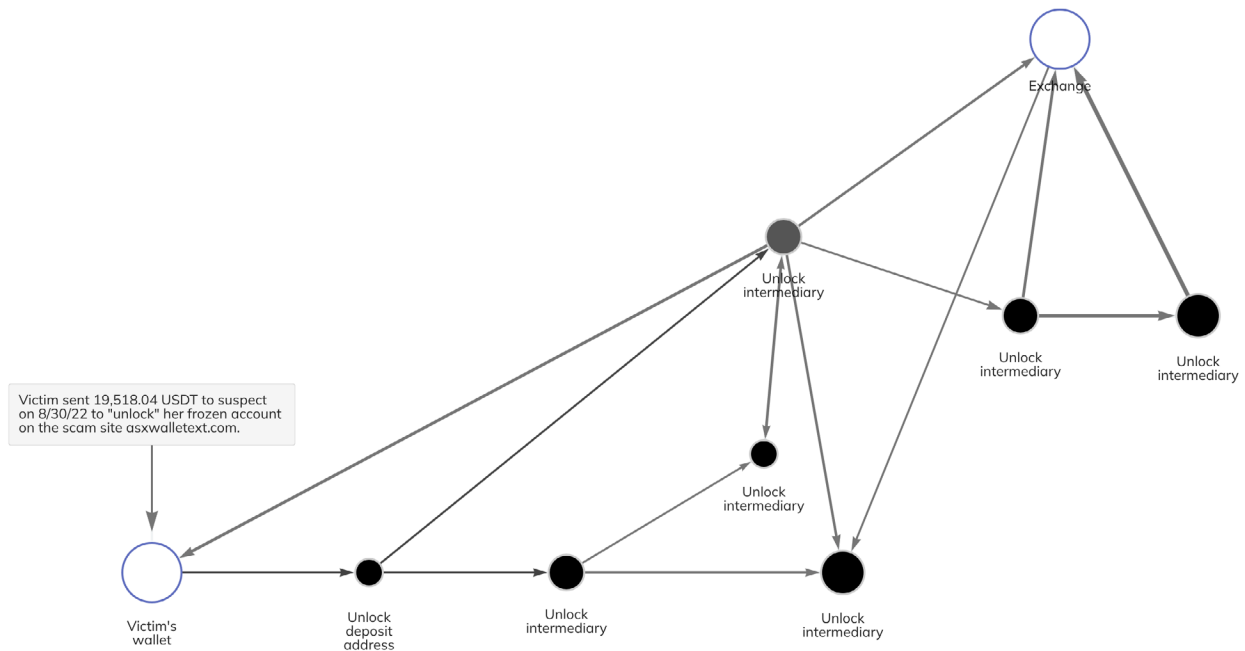 Exchange
Unlock
intermediary
Unlock
intermediary
Unlock
intermediary
Victim sent 19,518.04 USDT to suspect
on 8/30/22 to "unlock" her frozen account
on the scam site asxwalletext.com.
Unlock
intermediary
Victim's
wallet
Unlock
deposit
address
Unlock
intermediary
Unlock
intermediary